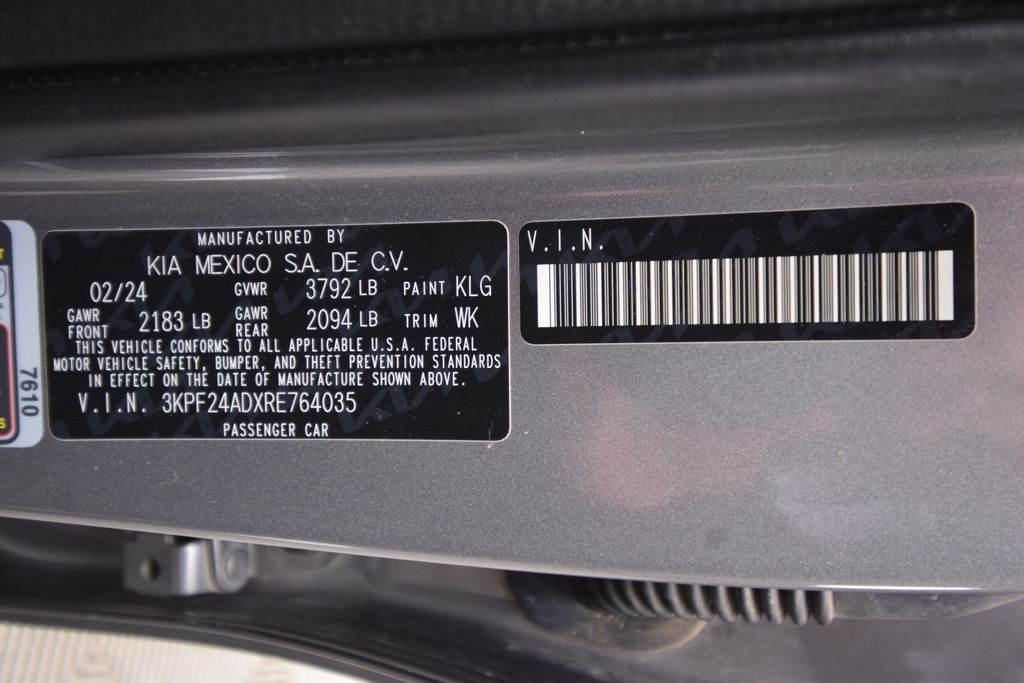 MANUFACTURED BY
KIA MEXICO S.A. DE C.V.
02/24 GVWR 3792 LB PAINT KLG
GAWR FRONT 2183 LB GAWR REAR 2094 LB TRIM WK
THIS VEHICLE CONFORMS TO ALL APPLICABLE U.S.A. FEDERAL
MOTOR VEHICLE SAFETY, BUMPER, AND THEFT PREVENTION STANDARDS
IN EFFECT ON THE DATE OF MANUFACTURE SHOWN ABOVE.
V.I.N. 3KPF24ADXRE764035
PASSENGER CAR
V.I.N.
7610